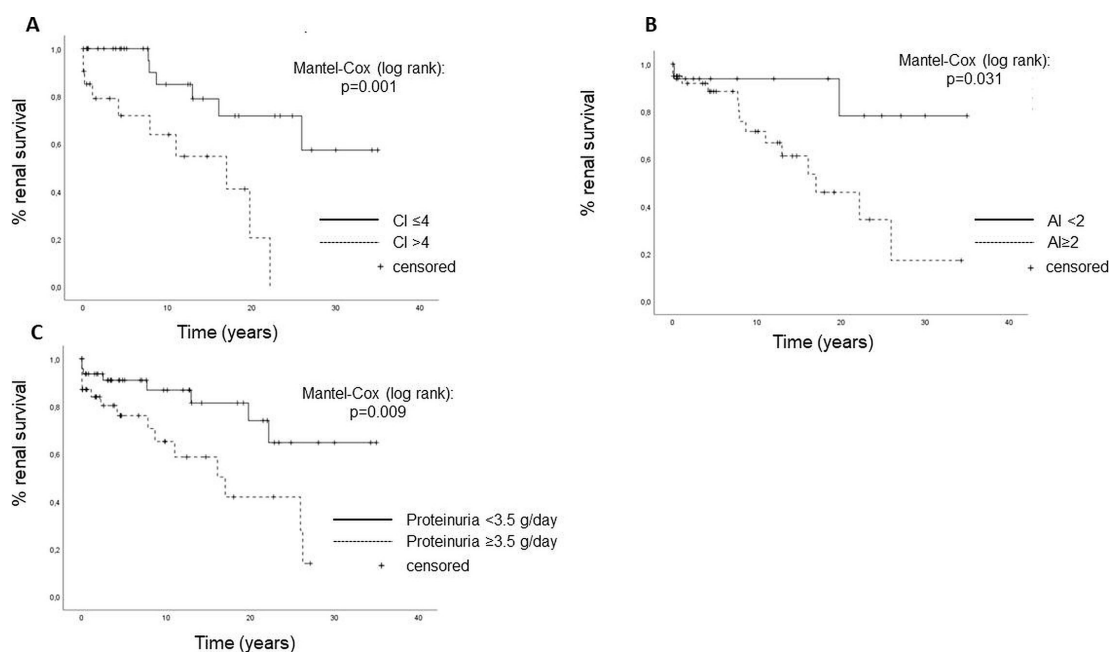 A
Mantel-Cox (log rank):
p=0.001
% renal survival
1,0
0,8
0,6
0,4
0,2
0,0
CI ≤4
CI >4
censored
0 10 20 30 40
Time (years)
B
Mantel-Cox (log rank):
p=0.031
% renal survival
1,0
0,8
0,6
0,4
0,2
0,0
AI <2
AI≥2
censored
0 10 20 30 40
Time (years)
C
Mantel-Cox (log rank):
p=0.009
% renal survival
1,0
0,8
0,6
0,4
0,2
0,0
Proteinuria <3.5 g/day
Proteinuria ≥3.5 g/day
censored
0 10 20 30 40
Time (years)